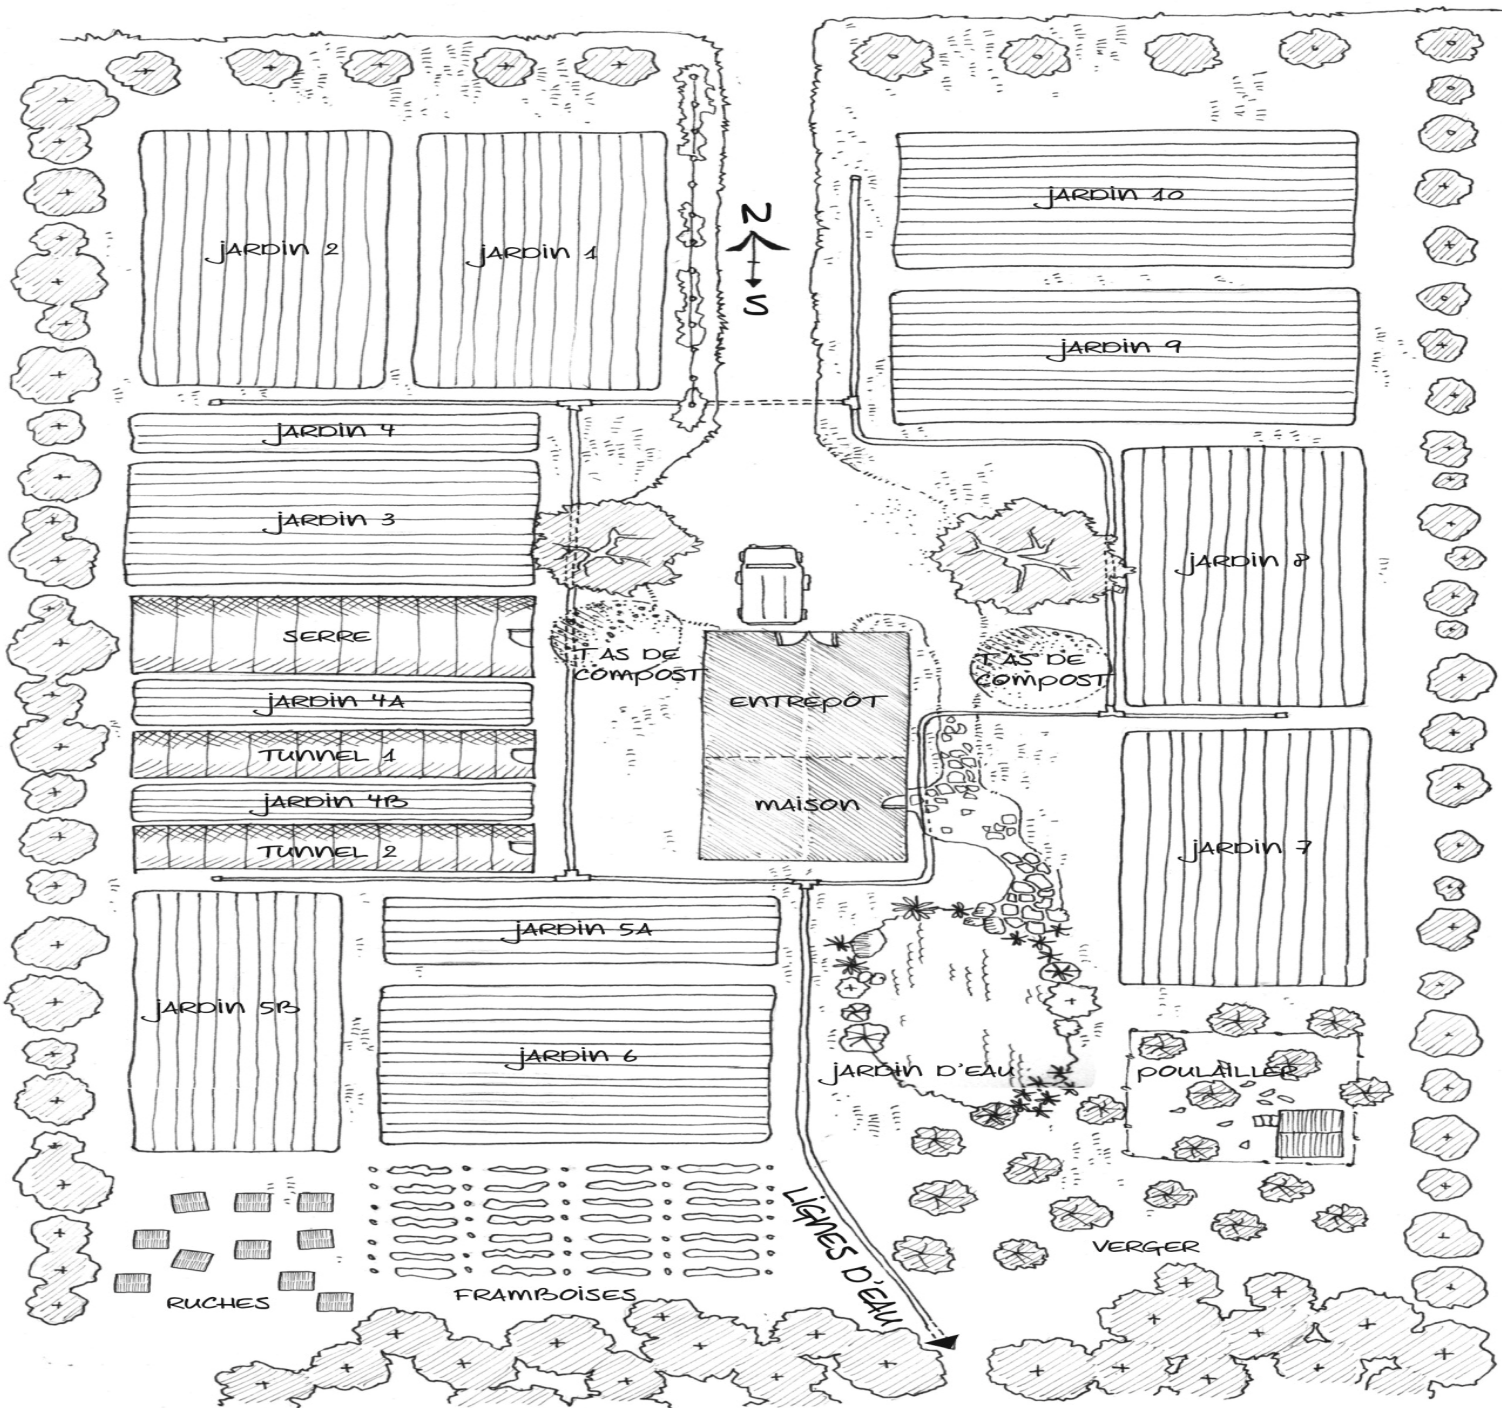 JARDIN 10
JARDIN 2
JARDIN 1
N
S
JARDIN 9
JARDIN 4
JARDIN 3
JARDIN 8
SERRE
TAS DE
COMPOST
TAS DE
COMPOST
JARDIN 4A
ENTREPÔT
TUNNEL 1
JARDIN 4B
MAISON
TUNNEL 2
JARDIN 7
JARDIN 5A
JARDIN 5B
JARDIN 6
JARDIN D'EAU
POULAILLER
LIGNES D'EAU
VERGER
RUCHES
FRAMBOISES